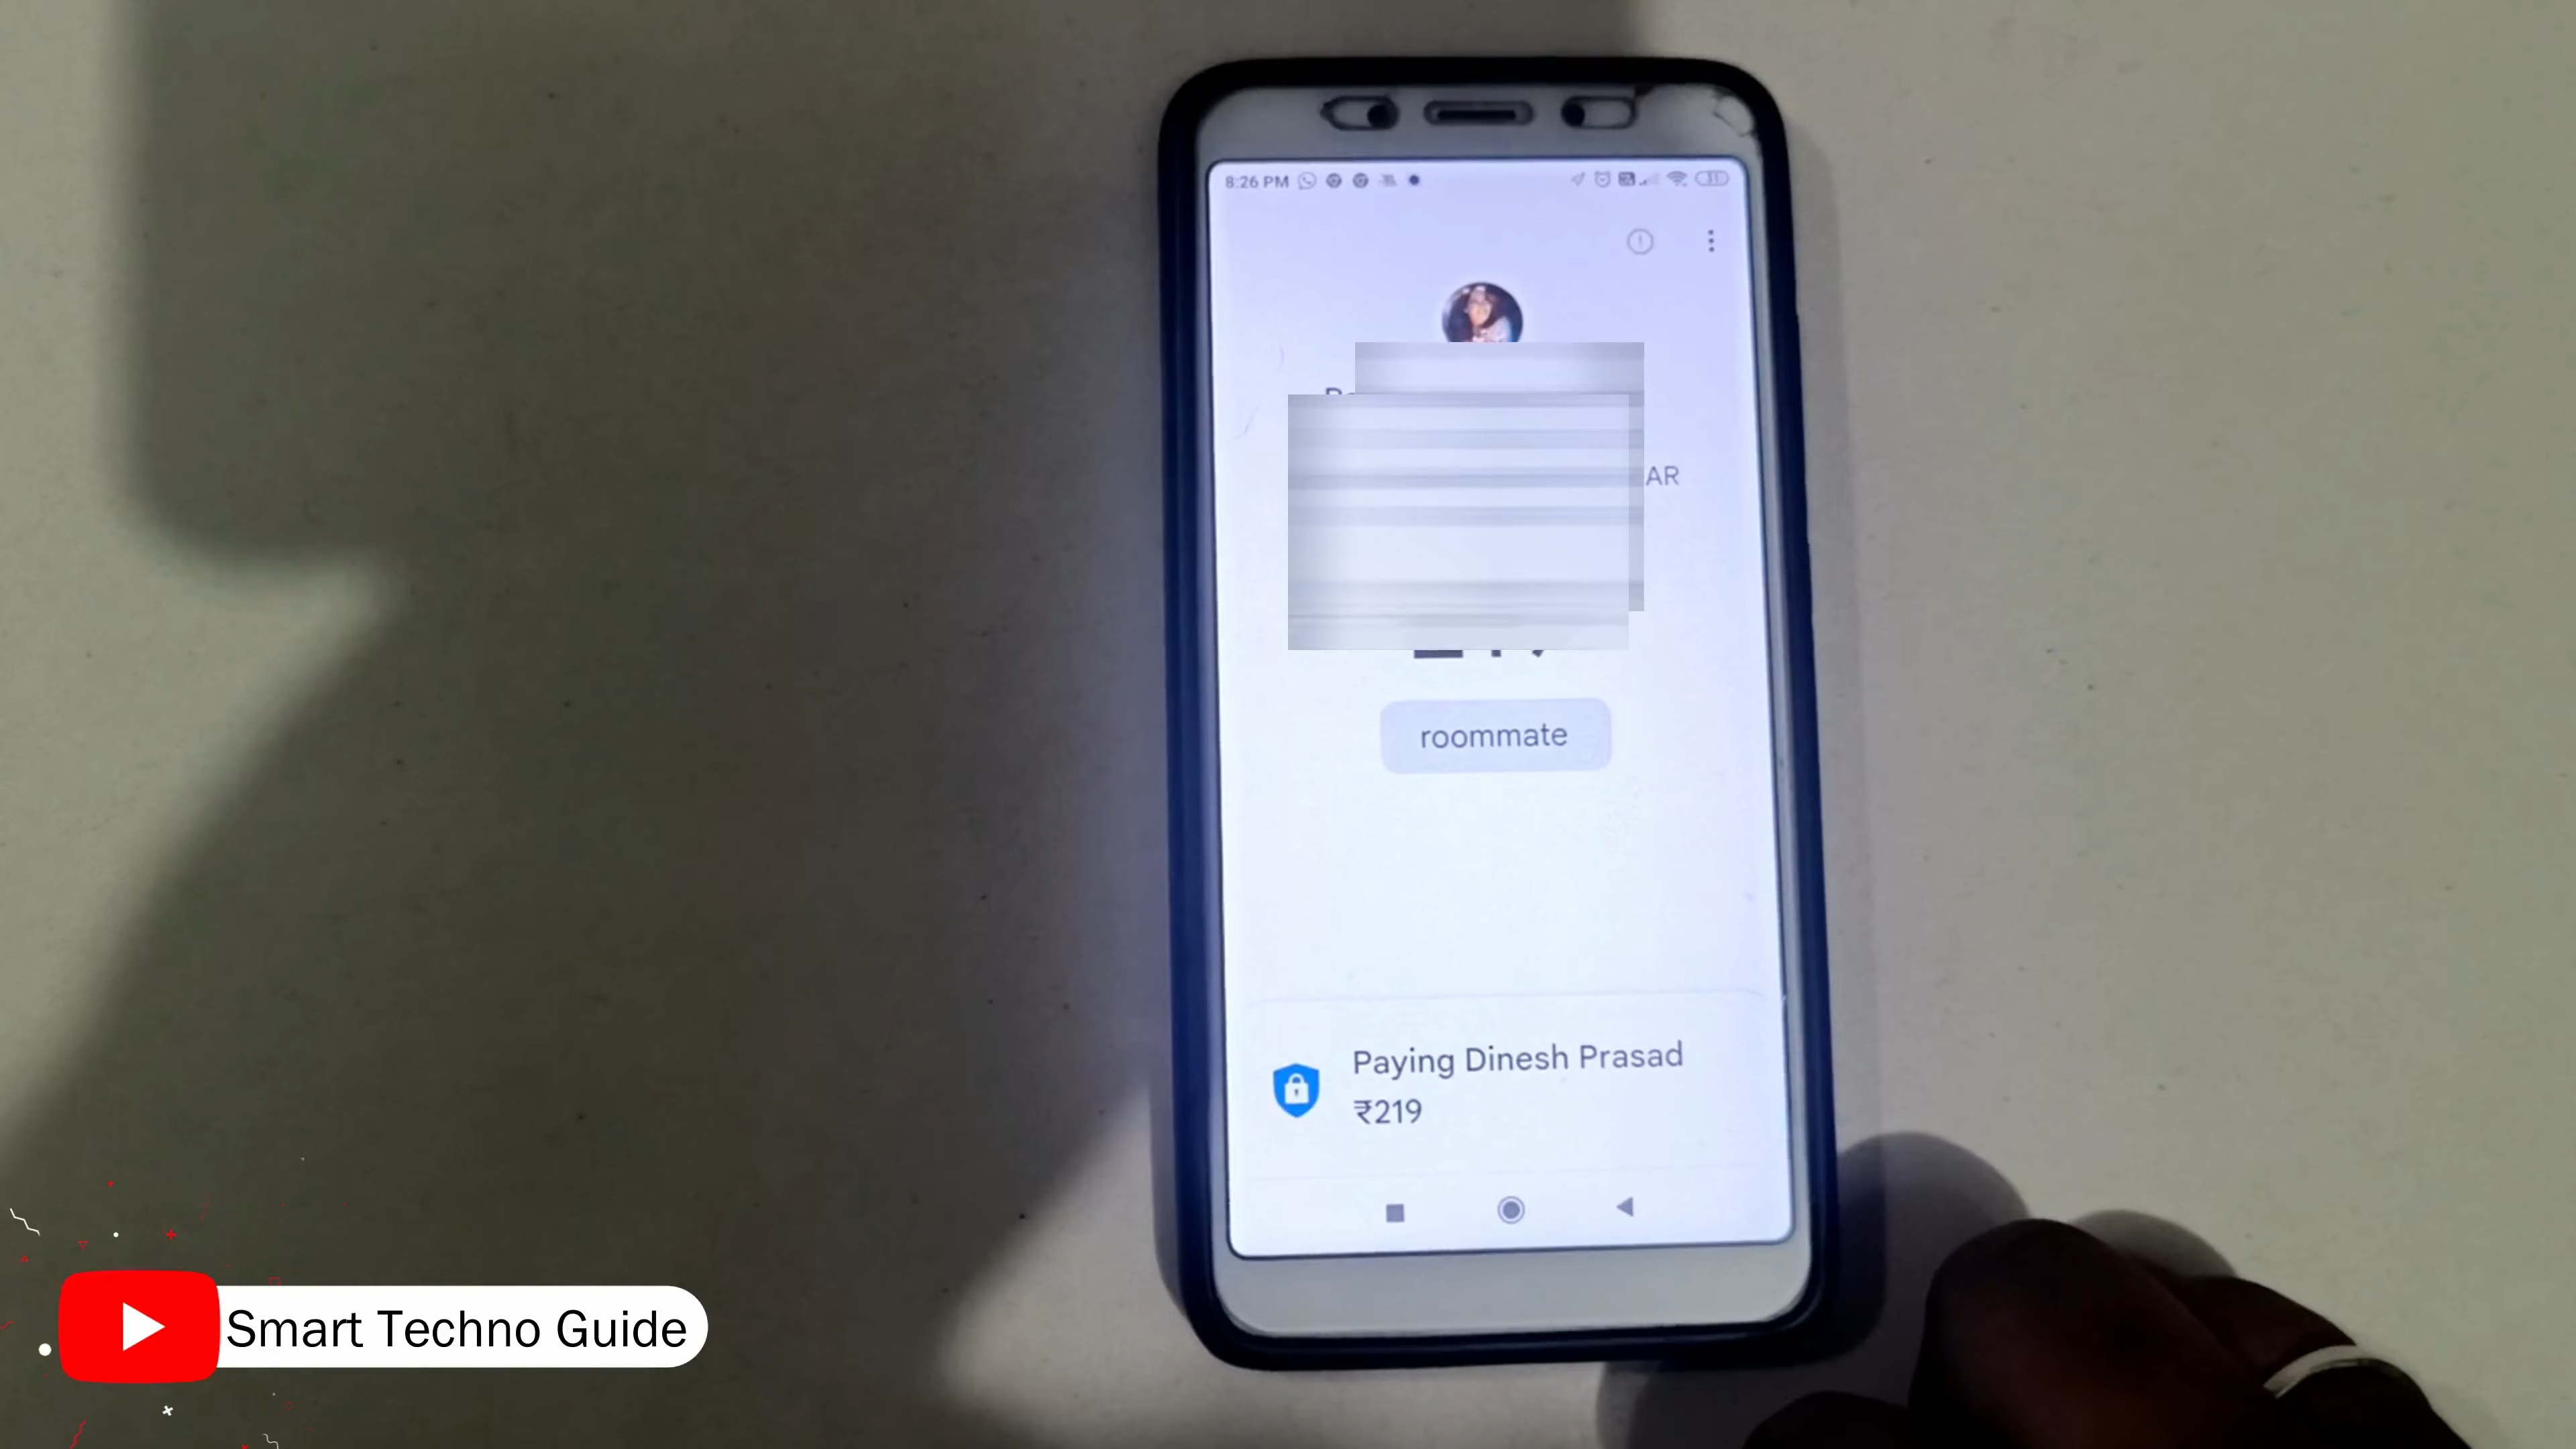 8:26 PM
AR
roommate
Paying Dinesh Prasad
₹219
Smart Techno Guide